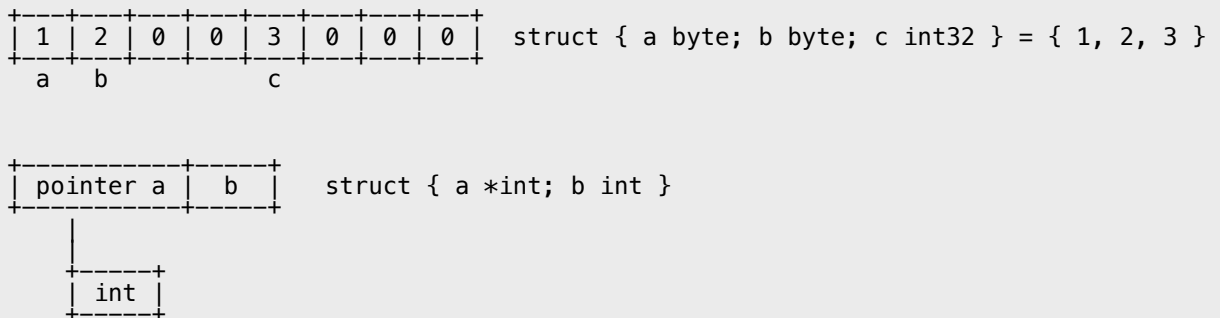 +---+---+---+---+---+---+---+---+
| 1 | 2 | 0 | 0 | 3 | 0 | 0 | 0 |  struct { a byte; b byte; c int32 } = { 1, 2, 3 }
+---+---+---+---+---+---+---+---+
  a   b           c
+-----------+-----+
| pointer a |  b  |   struct { a *int; b int }
+-----------+-----+
    |
    |
    +-----+
    | int |
    +-----+